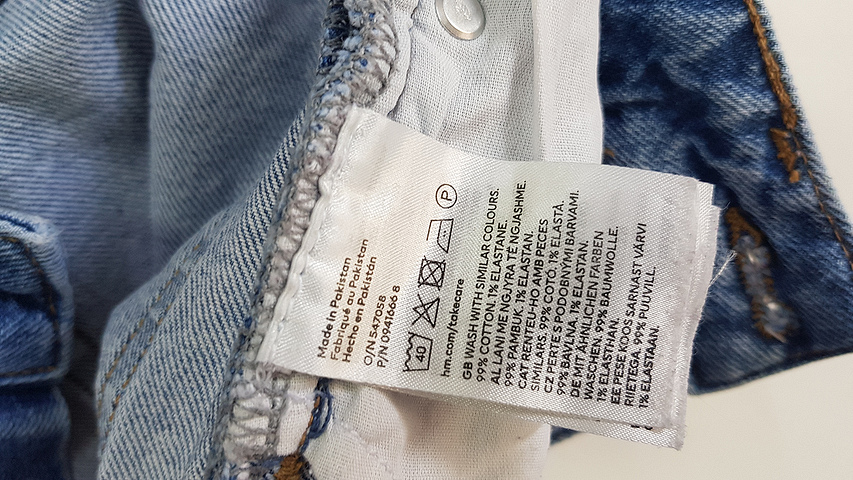 Made in Pakistan
Fabriqué au Pakistan
Hecho en Pakistán
O/N 547058
P/N 0941666 8
40
P
hm.com/takecare
GB WASH WITH SIMILAR COLOURS.
99% COTTON. 1% ELASTANE.
AL LANI ME NGJYRA TË NGJASHME.
99% PAMBUK. 1% ELASTAN.
CAT RENTEU-HO AMB PECES
SIMILARS. 99% COTÓ. 1% ELASTÀ.
CZ PERTE S PODOBNÝMI BARVAMI.
99% BAVLNA. 1% ELASTAN.
DE MIT ÄHNLICHEN FARBEN
WASCHEN. 99% BAUMWOLLE.
1% ELASTHAN.
EE PESE KOOS SARNAST VÄRVI
RIIETEGA. 99% PUUVILL.
1% ELASTAAN.